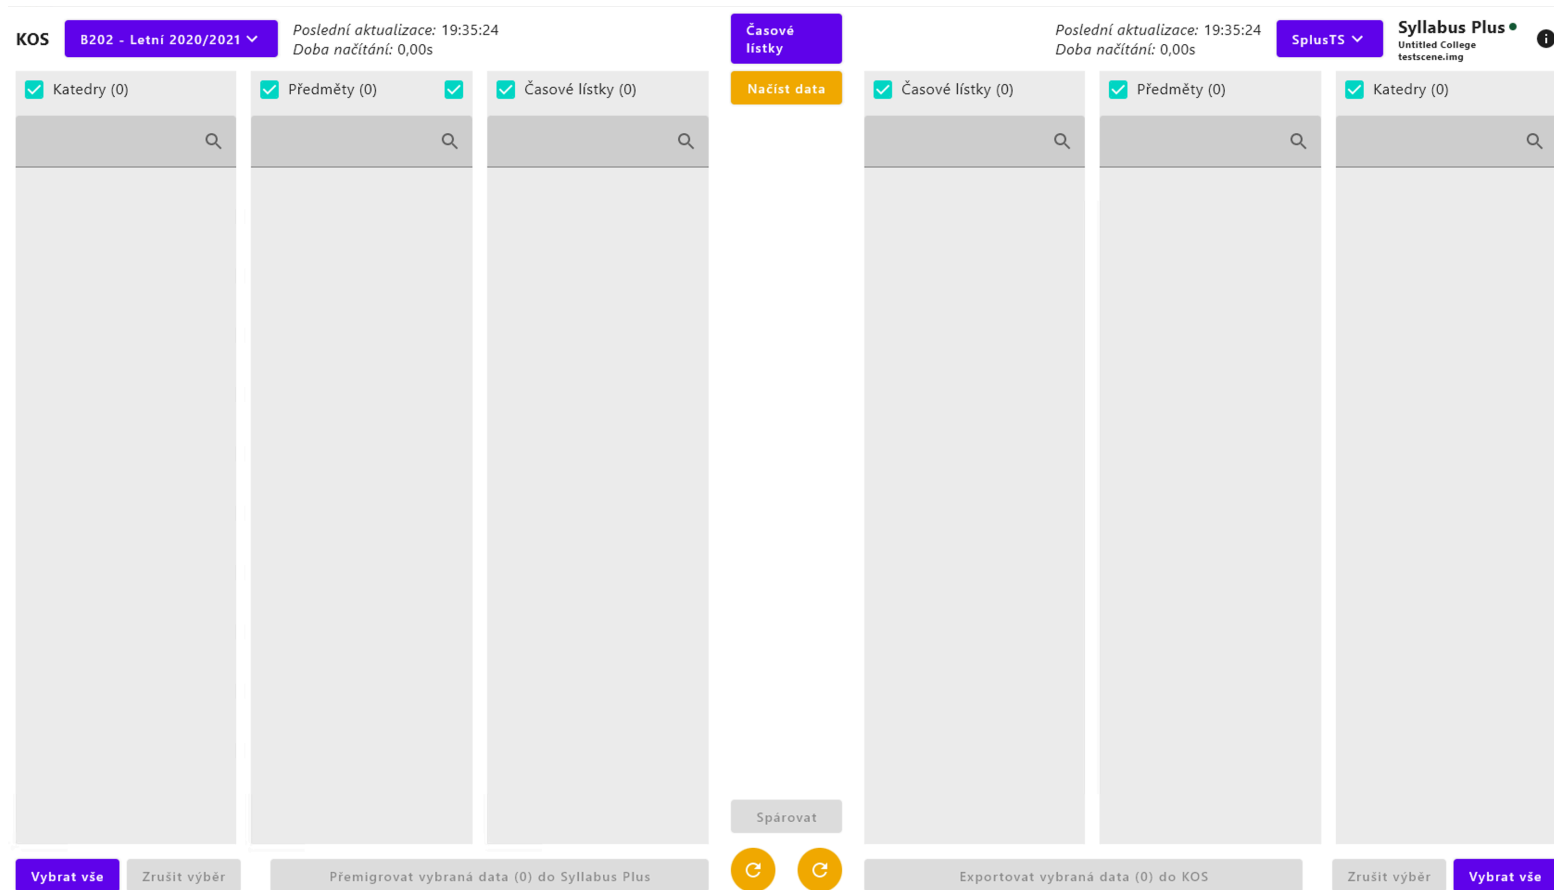 KOS
B202 - Letní 2020/2021
Poslední aktualizace: 19:35:24
Doba načítání: 0,00s
Časové
lístky
Poslední aktualizace: 19:35:24
Doba načítání: 0,00s
SplusTS
Syllabus Plus
Untitled College
testscene.img
Katedry (0)
Předměty (0)
Časové lístky (0)
Načíst data
Časové lístky (0)
Předměty (0)
Katedry (0)
Spárovat
Vybrat vše
Zrušit výběr
Přemigrovat vybraná data (0) do Syllabus Plus
Exportovat vybraná data (0) do KOS
Zrušit výběr
Vybrat vše